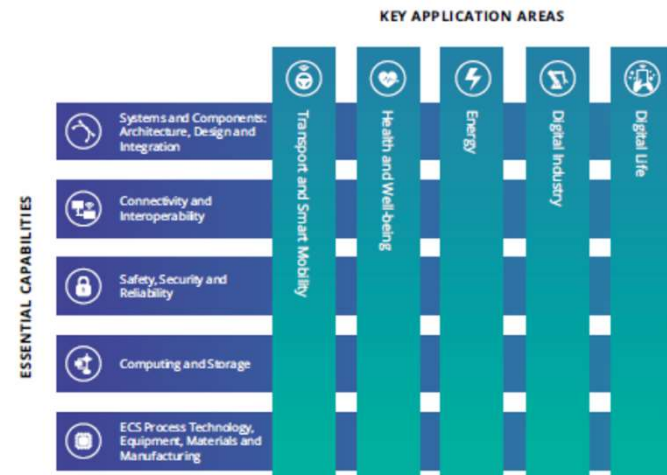 KEY APPLICATION AREAS
Transport and Smart Mobility
Health and Well-being
Energy
Digital Industry
Digital Life
ESSENTIAL CAPABILITIES
Systems and Components:
Architecture, Design and
Integration
Connectivity and
Interoperability
Safety, Security and
Reliability
Computing and Storage
ECS Process Technology,
Equipment, Materials and
Manufacturing